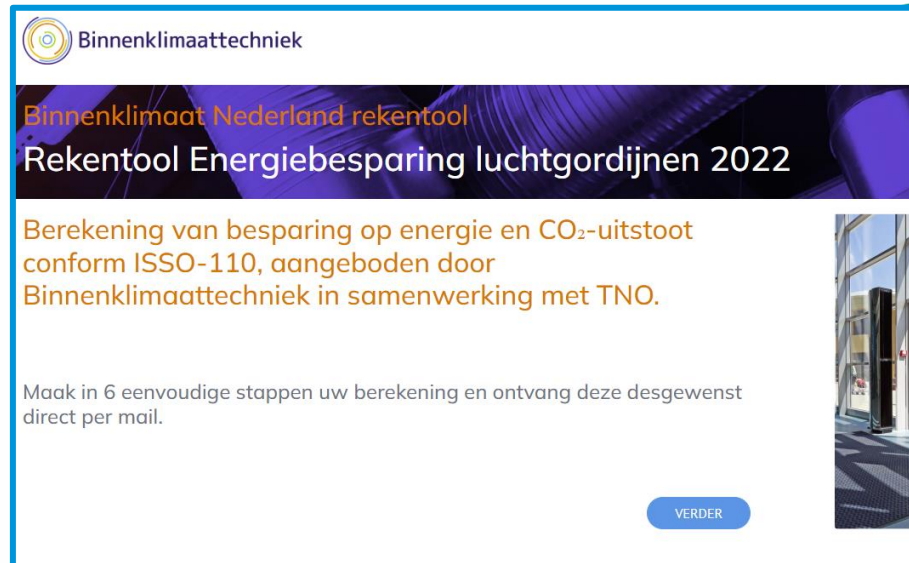 Binnenklimaattechniek
Binnenklimaat Nederland rekentool
Rekentool Energiebesparing luchtgordijnen 2022
Berekening van besparing op energie en CO₂-uitstoot
conform ISSO-110, aangeboden door
Binnenklimaattechniek in samenwerking met TNO.
Maak in 6 eenvoudige stappen uw berekening en ontvang deze desgewenst
direct per mail.
VERDER